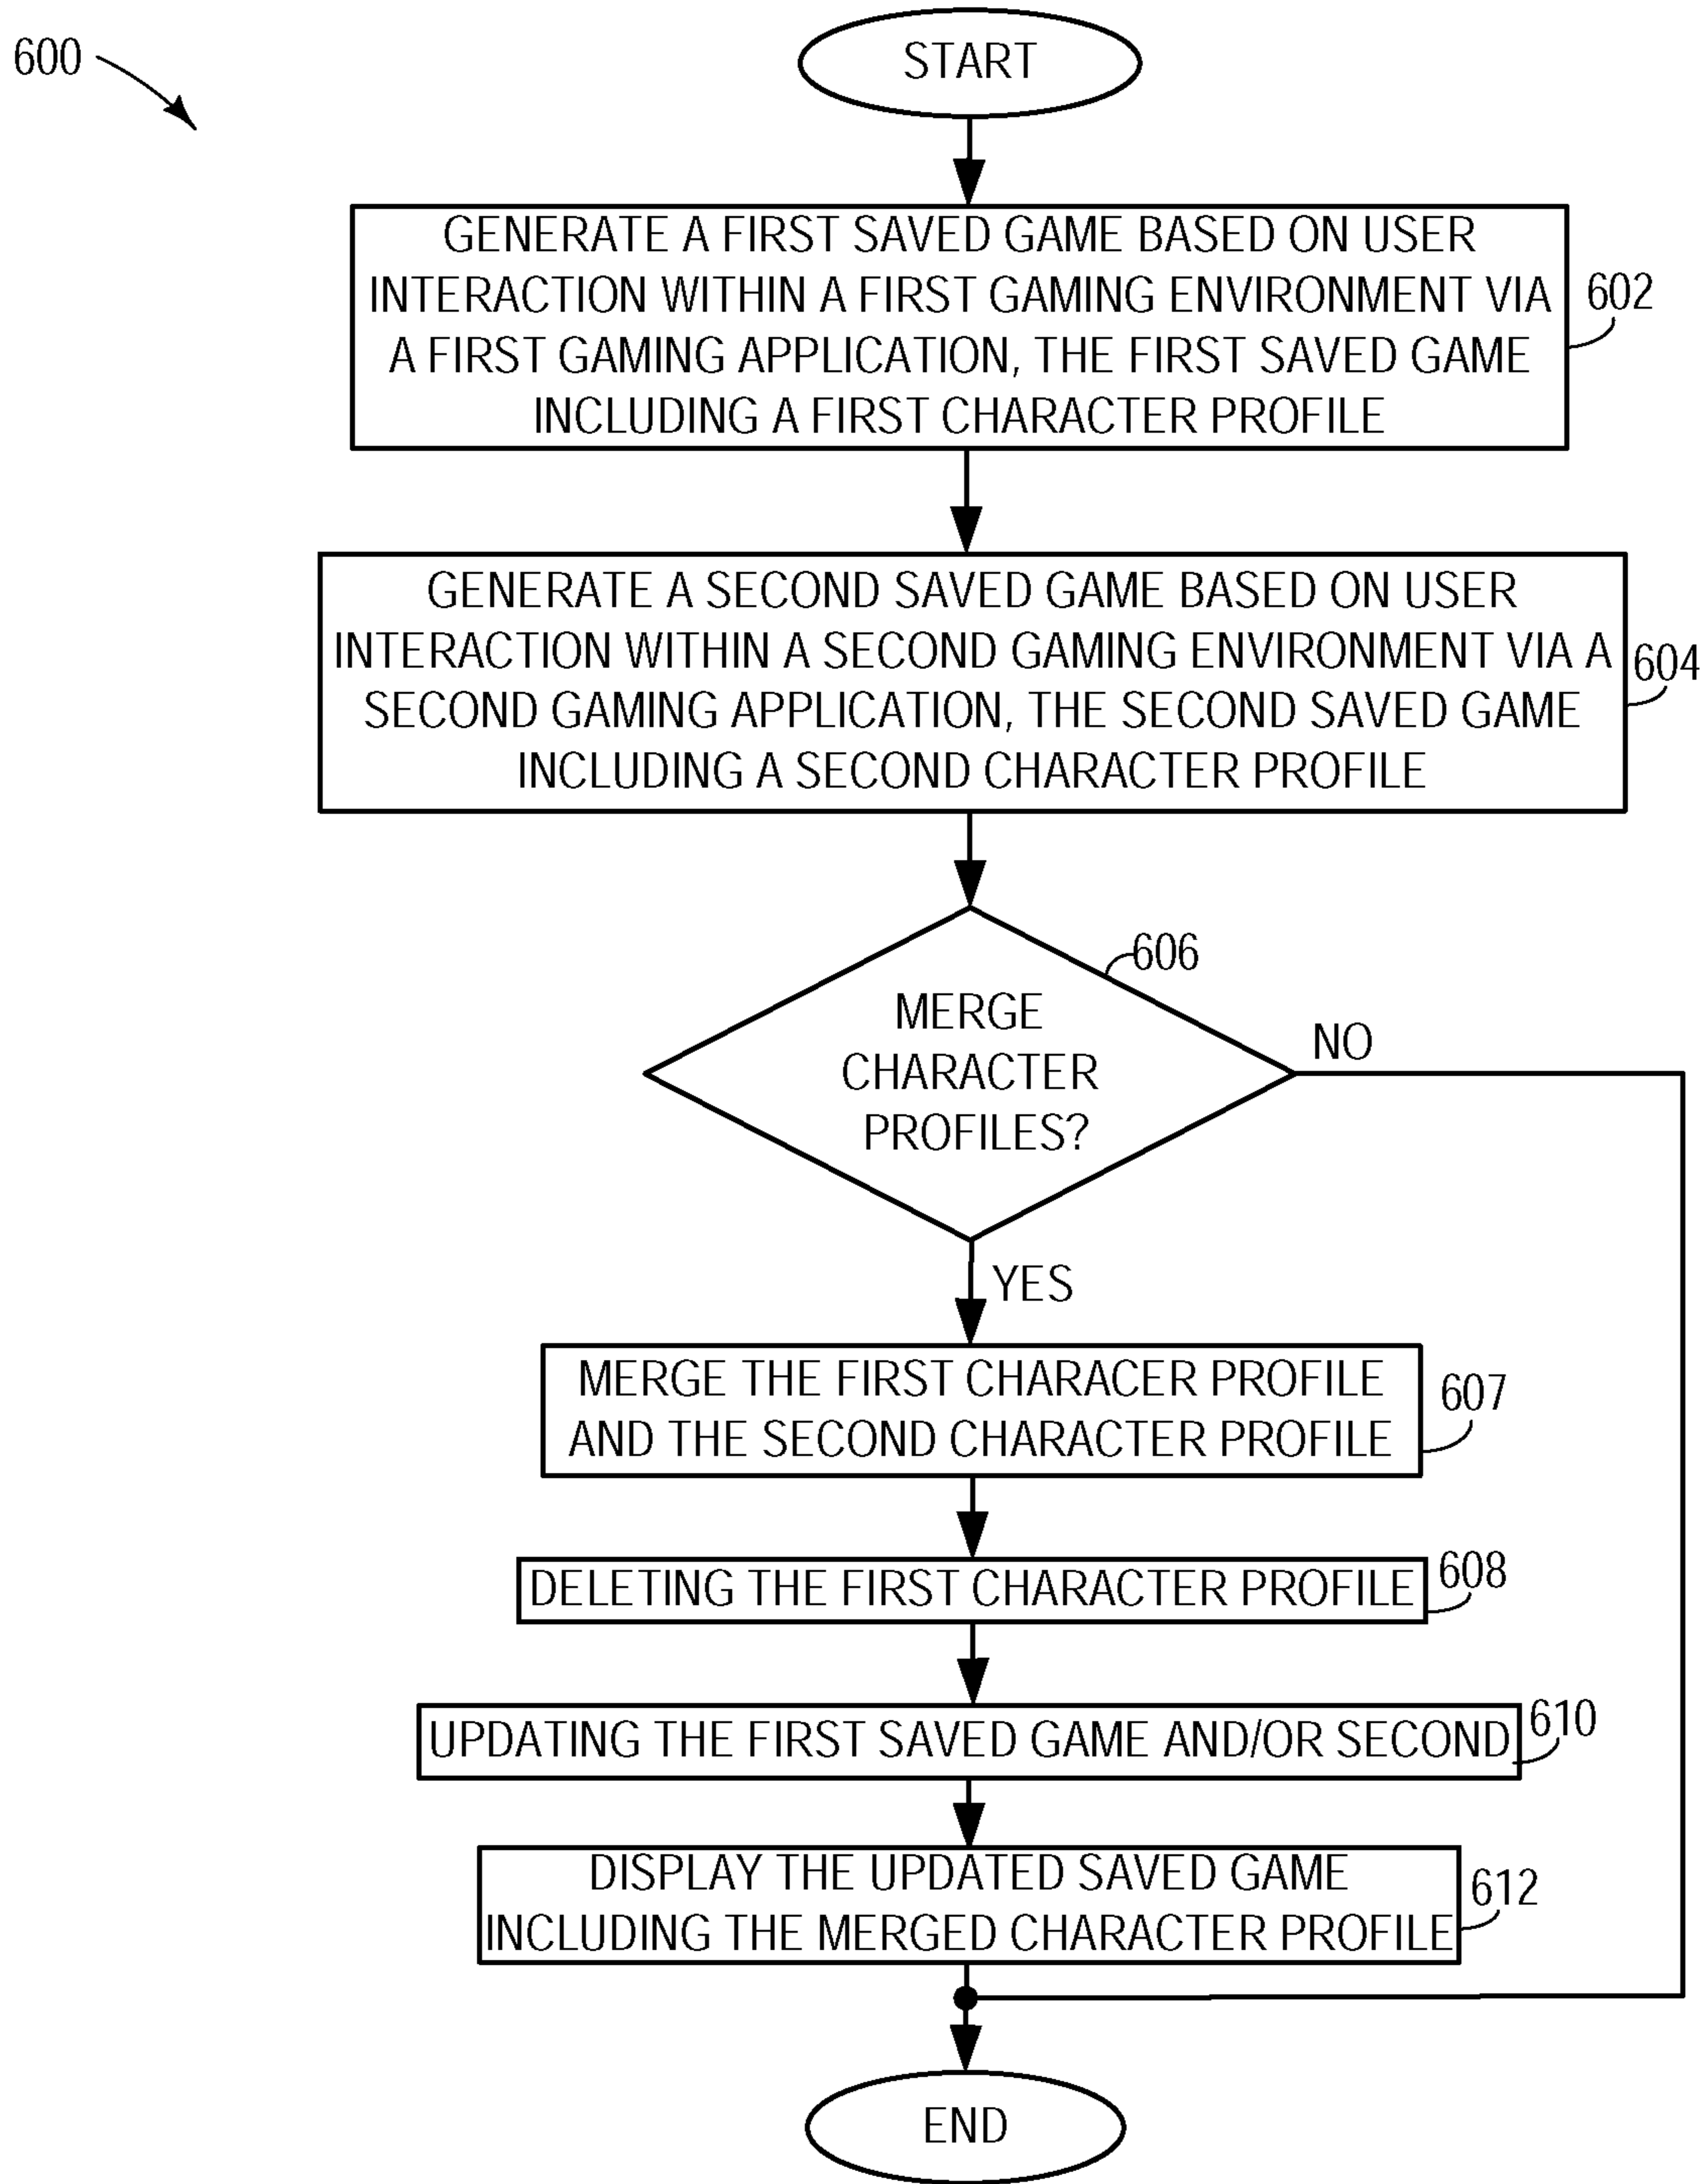 600
START
GENERATE A FIRST SAVED GAME BASED ON USER
INTERACTION WITHIN A FIRST GAMING ENVIRONMENT VIA
A FIRST GAMING APPLICATION, THE FIRST SAVED GAME
INCLUDING A FIRST CHARACTER PROFILE
602
GENERATE A SECOND SAVED GAME BASED ON USER
INTERACTION WITHIN A SECOND GAMING ENVIRONMENT VIA A
SECOND GAMING APPLICATION, THE SECOND SAVED GAME
INCLUDING A SECOND CHARACTER PROFILE
604
606
MERGE
CHARACTER
PROFILES?
NO
YES
MERGE THE FIRST CHARACER PROFILE
AND THE SECOND CHARACTER PROFILE
607
DELETING THE FIRST CHARACTER PROFILE
608
UPDATING THE FIRST SAVED GAME AND/OR SECOND
610
DISPLAY THE UPDATED SAVED GAME
INCLUDING THE MERGED CHARACTER PROFILE
612
END